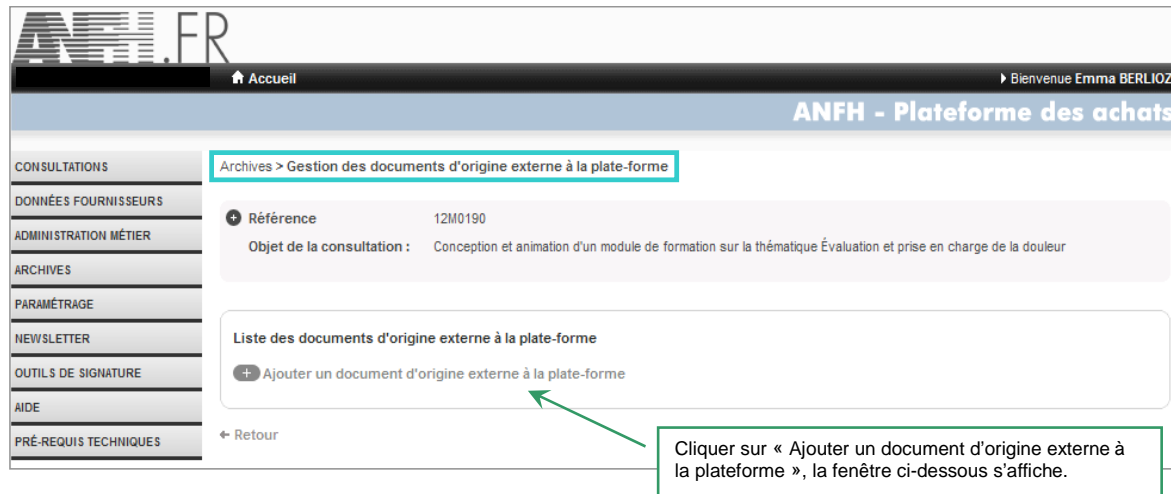 ANFH.FR
Accueil
Bienvenue Emma BERLIOZ
ANFH - Plateforme des achats
CONSULTATIONS
DONNÉES FOURNISSEURS
ADMINISTRATION MÉTIER
ARCHIVES
PARAMÉTRAGE
NEWSLETTER
OUTILS DE SIGNATURE
AIDE
PRÉ-REQUIS TECHNIQUES
Archives > Gestion des documents d'origine externe à la plate-forme
Référence 12M0190
Objet de la consultation : Conception et animation d'un module de formation sur la thématique Évaluation et prise en charge de la douleur
Liste des documents d'origine externe à la plate-forme
Ajouter un document d'origine externe à la plate-forme
Retour
Cliquer sur « Ajouter un document d’origine externe à
la plateforme », la fenêtre ci-dessous s’affiche.